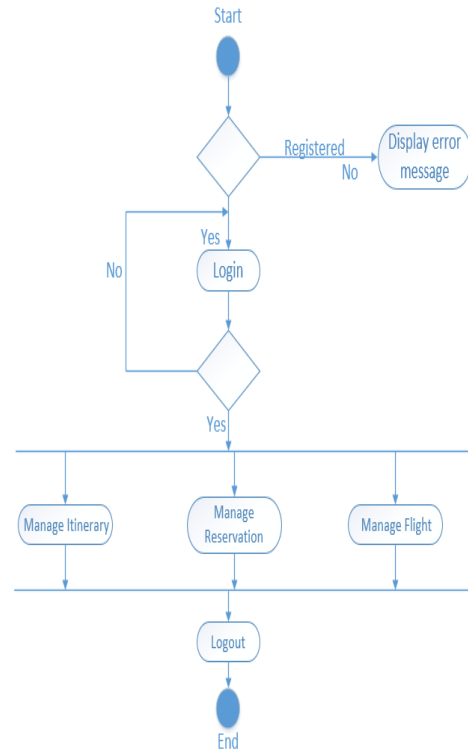 Start
Registered
No
Display error
message
Yes
No
Login
Yes
Manage Itinerary
Manage
Reservation
Manage Flight
Logout
End